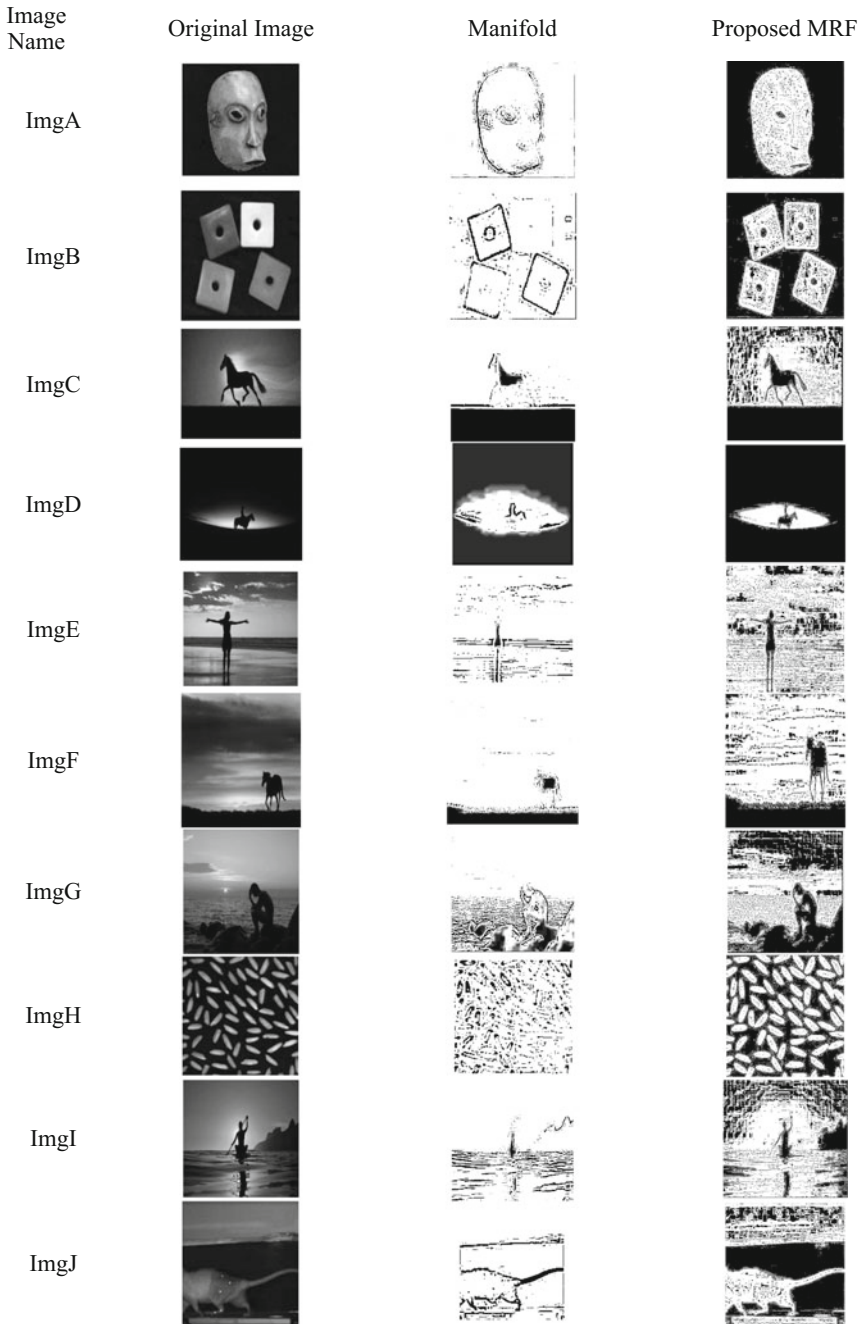 Image Name
Original Image
Manifold
Proposed MRF
ImgA
ImgB
ImgC
ImgD
ImgE
ImgF
ImgG
ImgH
ImgI
ImgJ